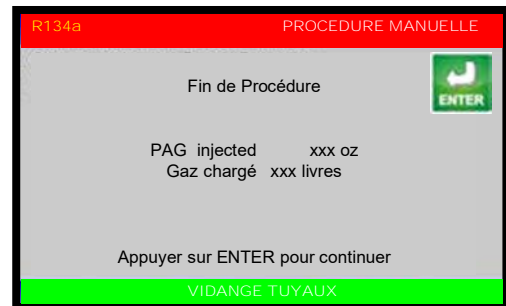 R134a PROCEDURE MANUELLE
Fin de Procédure
ENTER
PAG injected xxx oz
Gaz chargé xxx livres
Appuyer sur ENTER pour continuer
VIDANGE TUYAUX